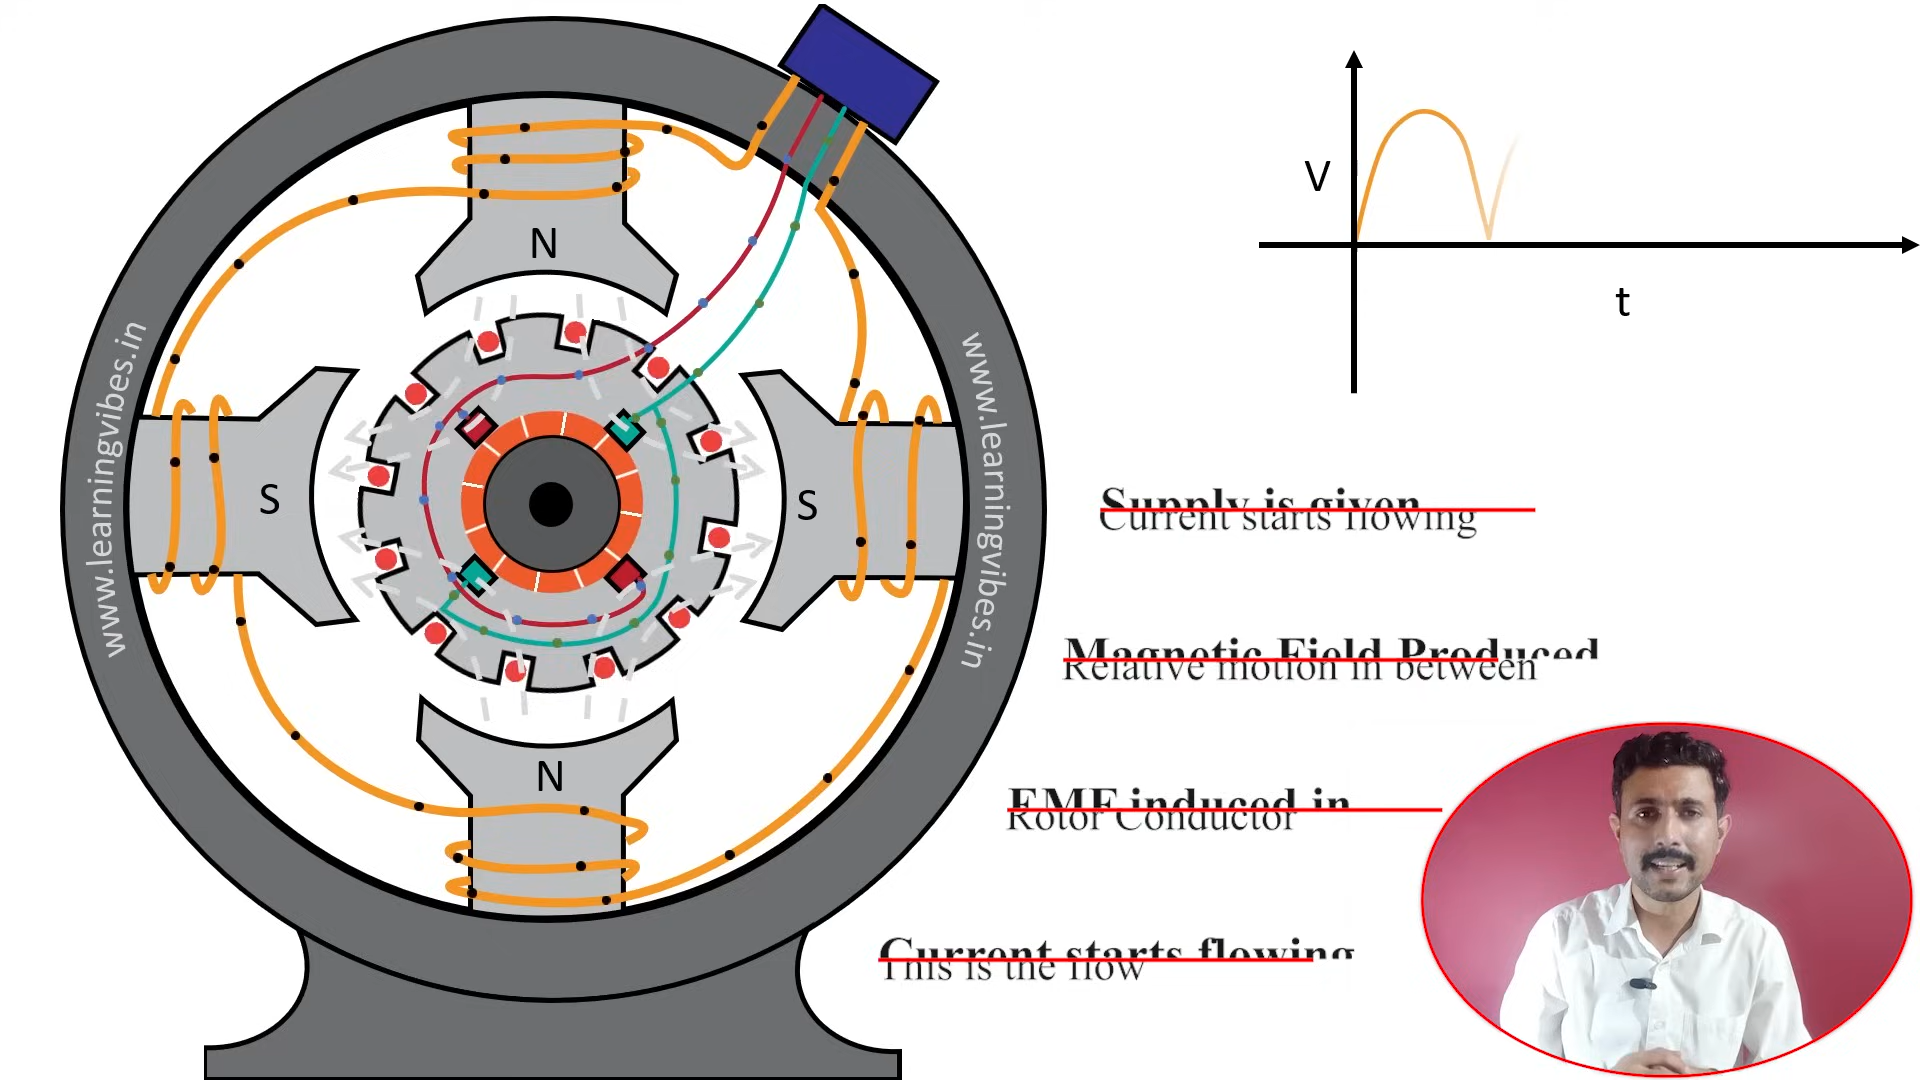 N
V
t
www.learningvibes.in
www.learningvibes.in
S
S
N
Supply is given
Current starts flowing
Magnetic Field Produced
Relative motion in between
EMF induced in
Rotor Conductor
Current starts flowing
This is the flow